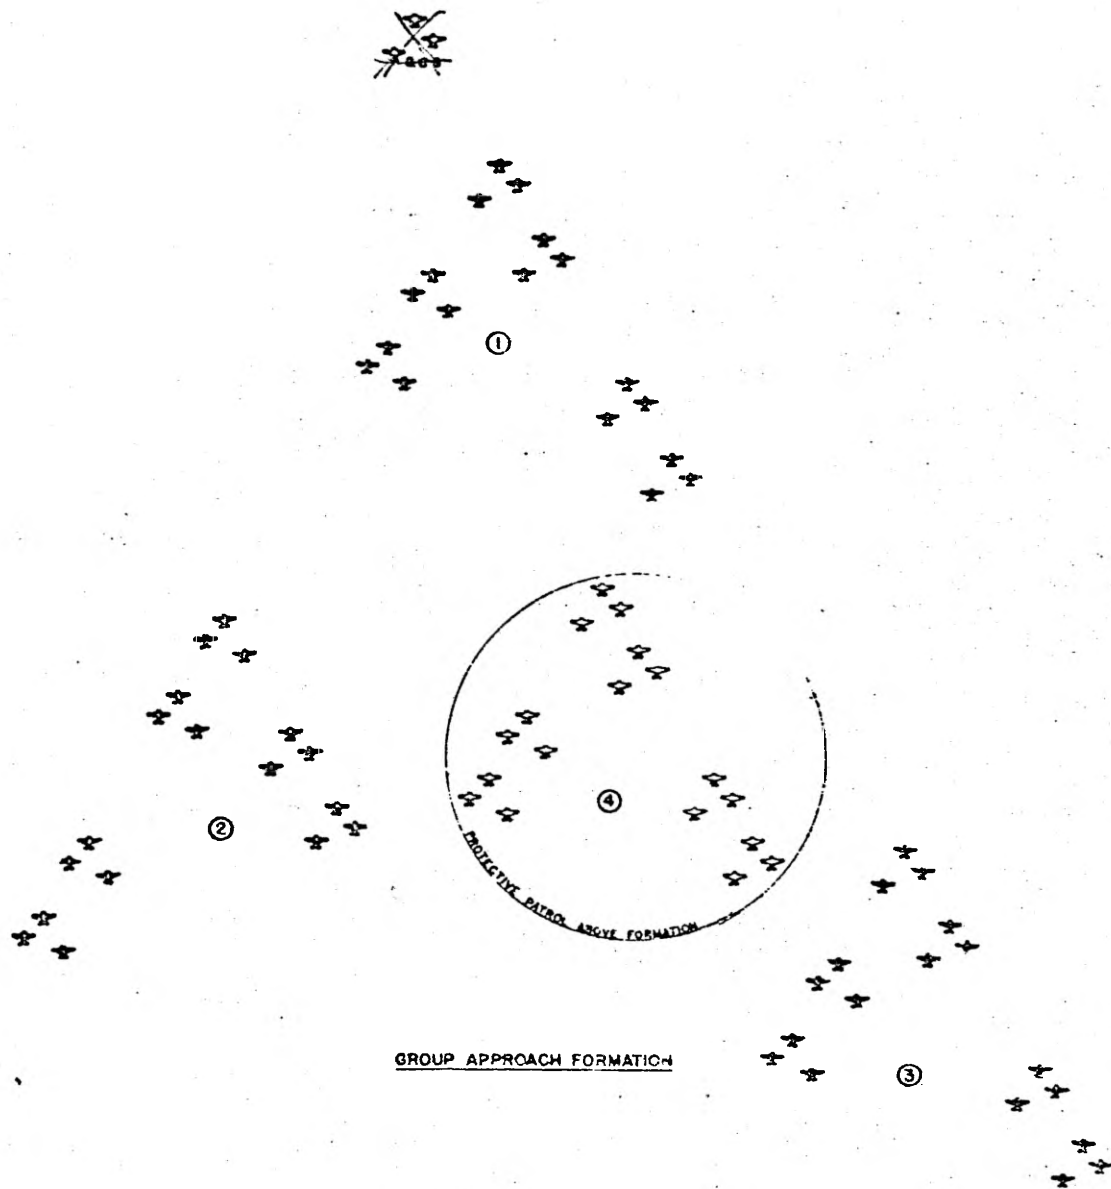 ①
②
④
PROTECTIVE PATROL ABOVE FORMATION
GROUP APPROACH FORMATION
③